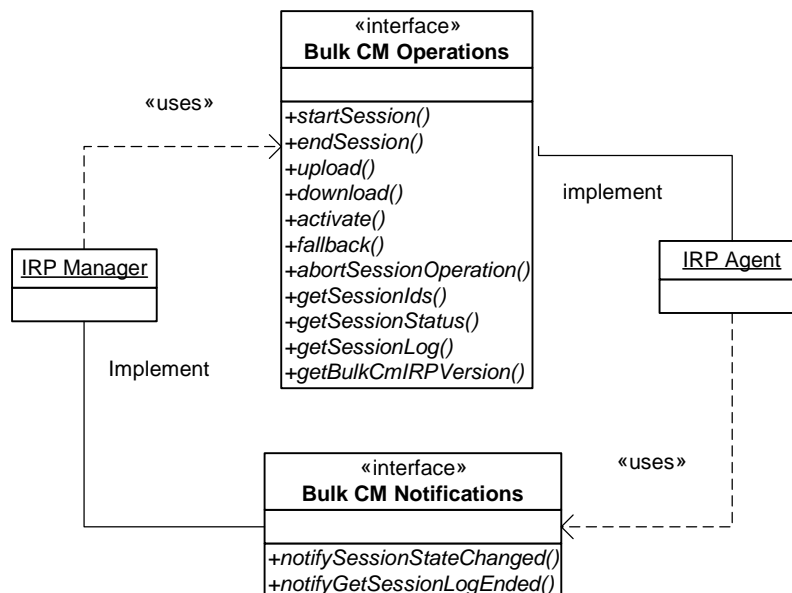 «interface»
Bulk CM Operations
«uses»
+startSession()
+endSession()
+upload()
+download()
+activate()
+fallback()
+abortSessionOperation()
+getSessionIds()
+getSessionStatus()
+getSessionLog()
+getBulkCmIRPVersion()
implement
IRP Manager
IRP Agent
Implement
«interface»
Bulk CM Notifications
«uses»
+notifySessionStateChanged()
+notifyGetSessionLogEnded()